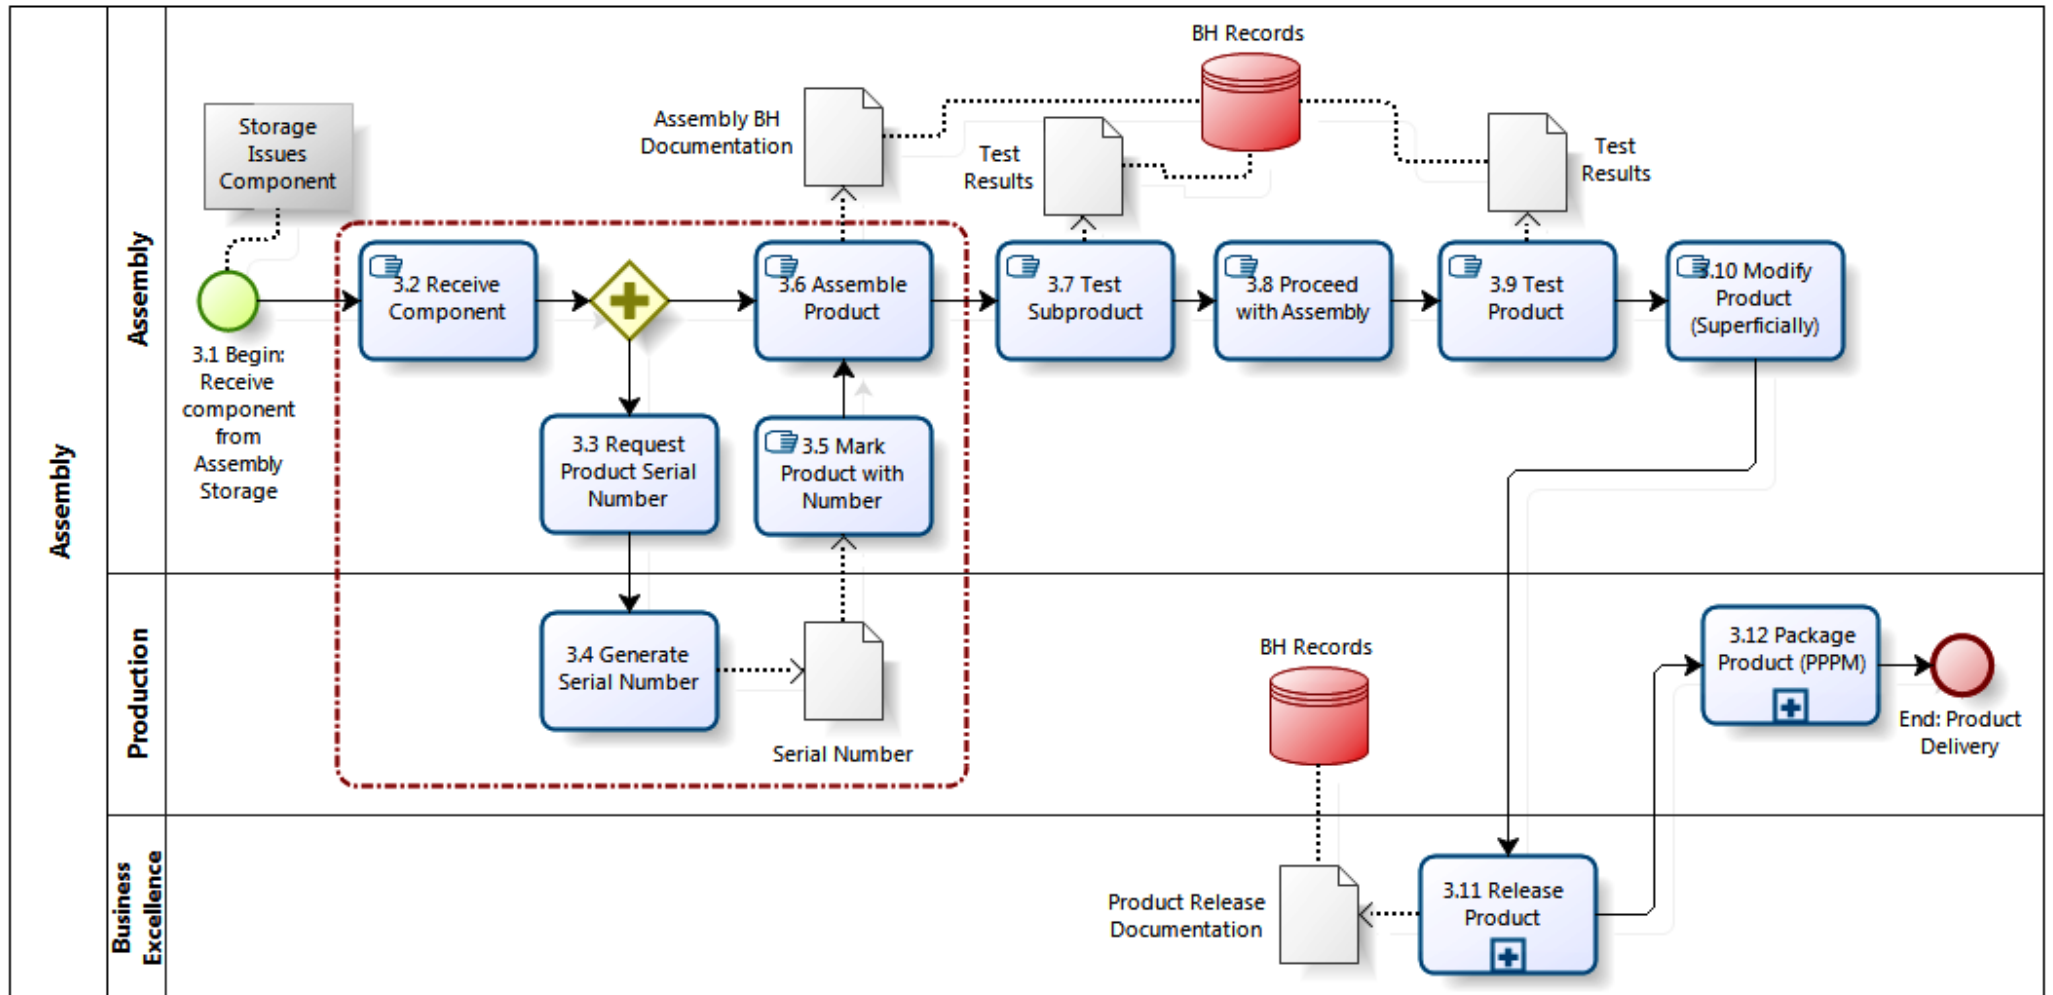 Assembly
Assembly
Production
Business
Excellence
Storage
Issues
Component
3.1 Begin:
Receive
component
from
Assembly
Storage
3.2 Receive
Component
3.3 Request
Product Serial
Number
3.4 Generate
Serial Number
Serial Number
3.5 Mark
Product with
Number
3.6 Assemble
Product
Assembly BH
Documentation
BH Records
Test
Results
3.7 Test
Subproduct
3.8 Proceed
with Assembly
3.9 Test
Product
Test
Results
3.10 Modify
Product
(Superficially)
BH Records
Product Release
Documentation
3.11 Release
Product
3.12 Package
Product (PPPM)
End: Product
Delivery